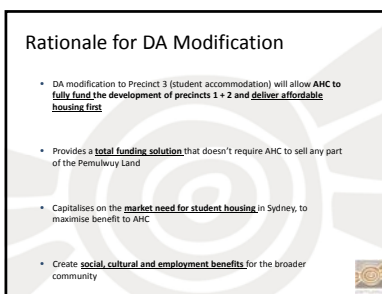 Rationale for DA Modification
• DA modification to Precinct 3 (student accommodation) will allow AHC to
fully fund the development of precincts 1 + 2 and deliver affordable
housing first
• Provides a total funding solution that doesn't require AHC to sell any part
of the Pemulwuy Land
• Capitalises on the market need for student housing in Sydney, to
maximise benefit to AHC
• Create social, cultural and employment benefits for the broader
community